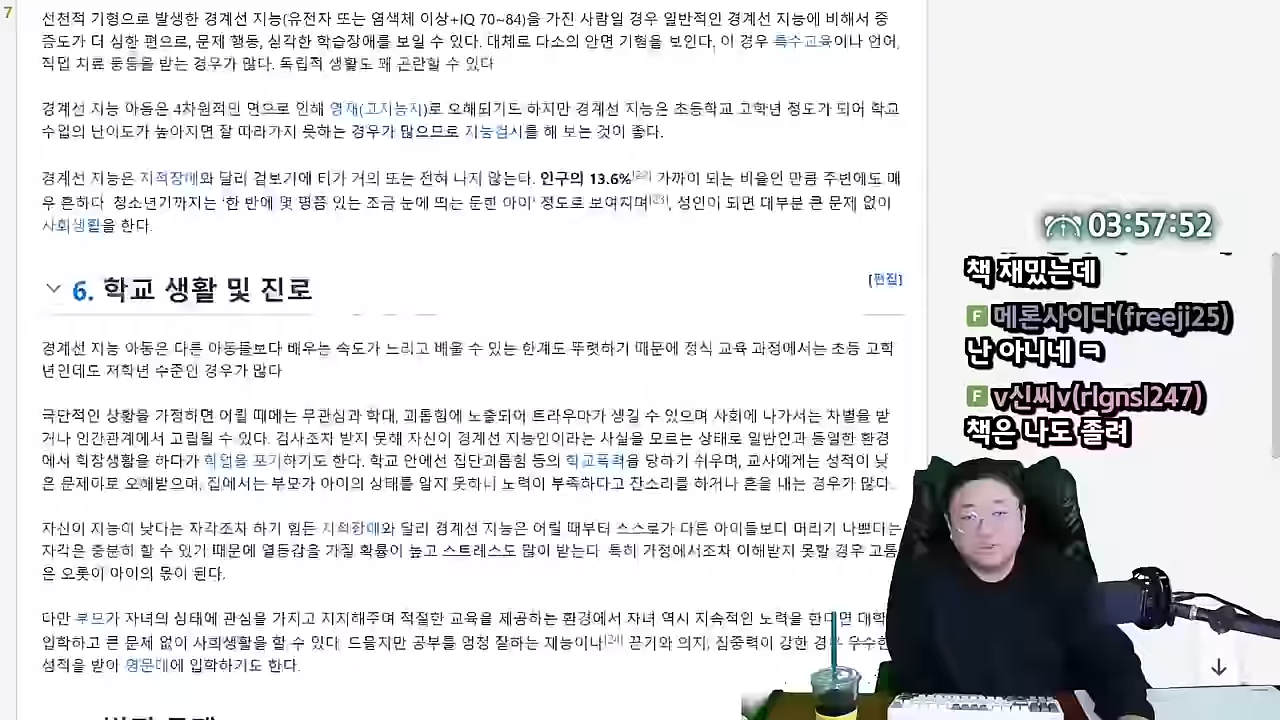 7
선천적 기형으로 발생한 경계선 지능(유전자 또는 염색체 이상+IQ 70~84)을 가진 사람일 경우 일반적인 경계선 지능에 비해서 중
증도가 더 심한 편으로, 문제 행동, 심각한 학습장애를 보일 수 있다. 대체로 다소의 안면 기형을 보인다. 이 경우 특수교육이나 언어,
직업 치료 등등을 받는 경우가 많다. 독립적 생활도 꽤 곤란할 수 있다
경계선 지능 아동은 4차원적인 면으로 인해 영재(고지능자)로 오해되기도 하지만 경계선 지능은 초등학교 고학년 정도가 되어 학교
수업의 난이도가 높아지면 잘 따라가지 못하는 경우가 많으므로 지능검사를 해 보는 것이 좋다.
경계선 지능은 지적장애와 달리 겉보기에 티가 거의 또는 전혀 나지 않는다. 인구의 13.6% 가까이 되는 비율인 만큼 주변에도 매
우 흔하다. 청소년기까지는 '한 반에 몇 명쯤 있는 조금 눈에 띄는 둔한 아이' 정도로 보여지며, 성인이 되면 대부분 큰 문제 없이
사회생활을 한다.
6. 학교 생활 및 진로
[편집]
경계선 지능 아동은 다른 아동들보다 배우는 속도가 느리고 배울 수 있는 한계도 뚜렷하기 때문에 정식 교육 과정에서는 초등 고학
년인데도 저학년 수준인 경우가 많다
극단적인 상황을 가정하면 어릴 때에는 무관심과 학대, 괴롭힘에 노출되어 트라우마가 생길 수 있으며 사회에 나가서는 차별을 받
거나 인간관계에서 고립될 수 있다. 검사조차 받지 못해 자신이 경계선 지능인이라는 사실을 모르는 상태로 일반인과 동일한 환경
에서 직장생활을 하다가 학업을 포기하기도 한다. 학교 안에선 집단괴롭힘 등의 학교폭력을 당하기 쉬우며, 교사에게는 성적이 낮
은 문제아로 오해받으며, 집에서는 부모가 아이의 상태를 알지 못하니 노력이 부족하다고 잔소리를 하거나 혼을 내는 경우가 많다.
자신이 지능이 낮다는 자각조차 하기 힘든 지적장애와 달리 경계선 지능은 어릴 때부터 스스로가 다른 아이들보다 머리가 나쁘다는
자각은 충분히 할 수 있기 때문에 열등감을 가질 확률이 높고 스트레스도 많이 받는다. 특히 가정에서조차 이해받지 못할 경우 고통
은 오롯이 아이의 몫이 된다.
다만 부모가 자녀의 상태에 관심을 가지고 지지해주며 적절한 교육을 제공하는 환경에서 자녀 역시 지속적인 노력을 한다면 대학
입학하고 큰 문제 없이 사회생활을 할 수 있다 드물지만 공부를 엄청 잘하는 재능이나[24] 끈기와 의지, 집중력이 강한 경우 우수한
성적을 받아 명문대에 입학하기도 한다.
03:57:52
책 재밌는데
F 메론사이다(freeji25)
난 아니네 ㅋ
F v신씨v(rlgnsl247)
책은 나도 졸려